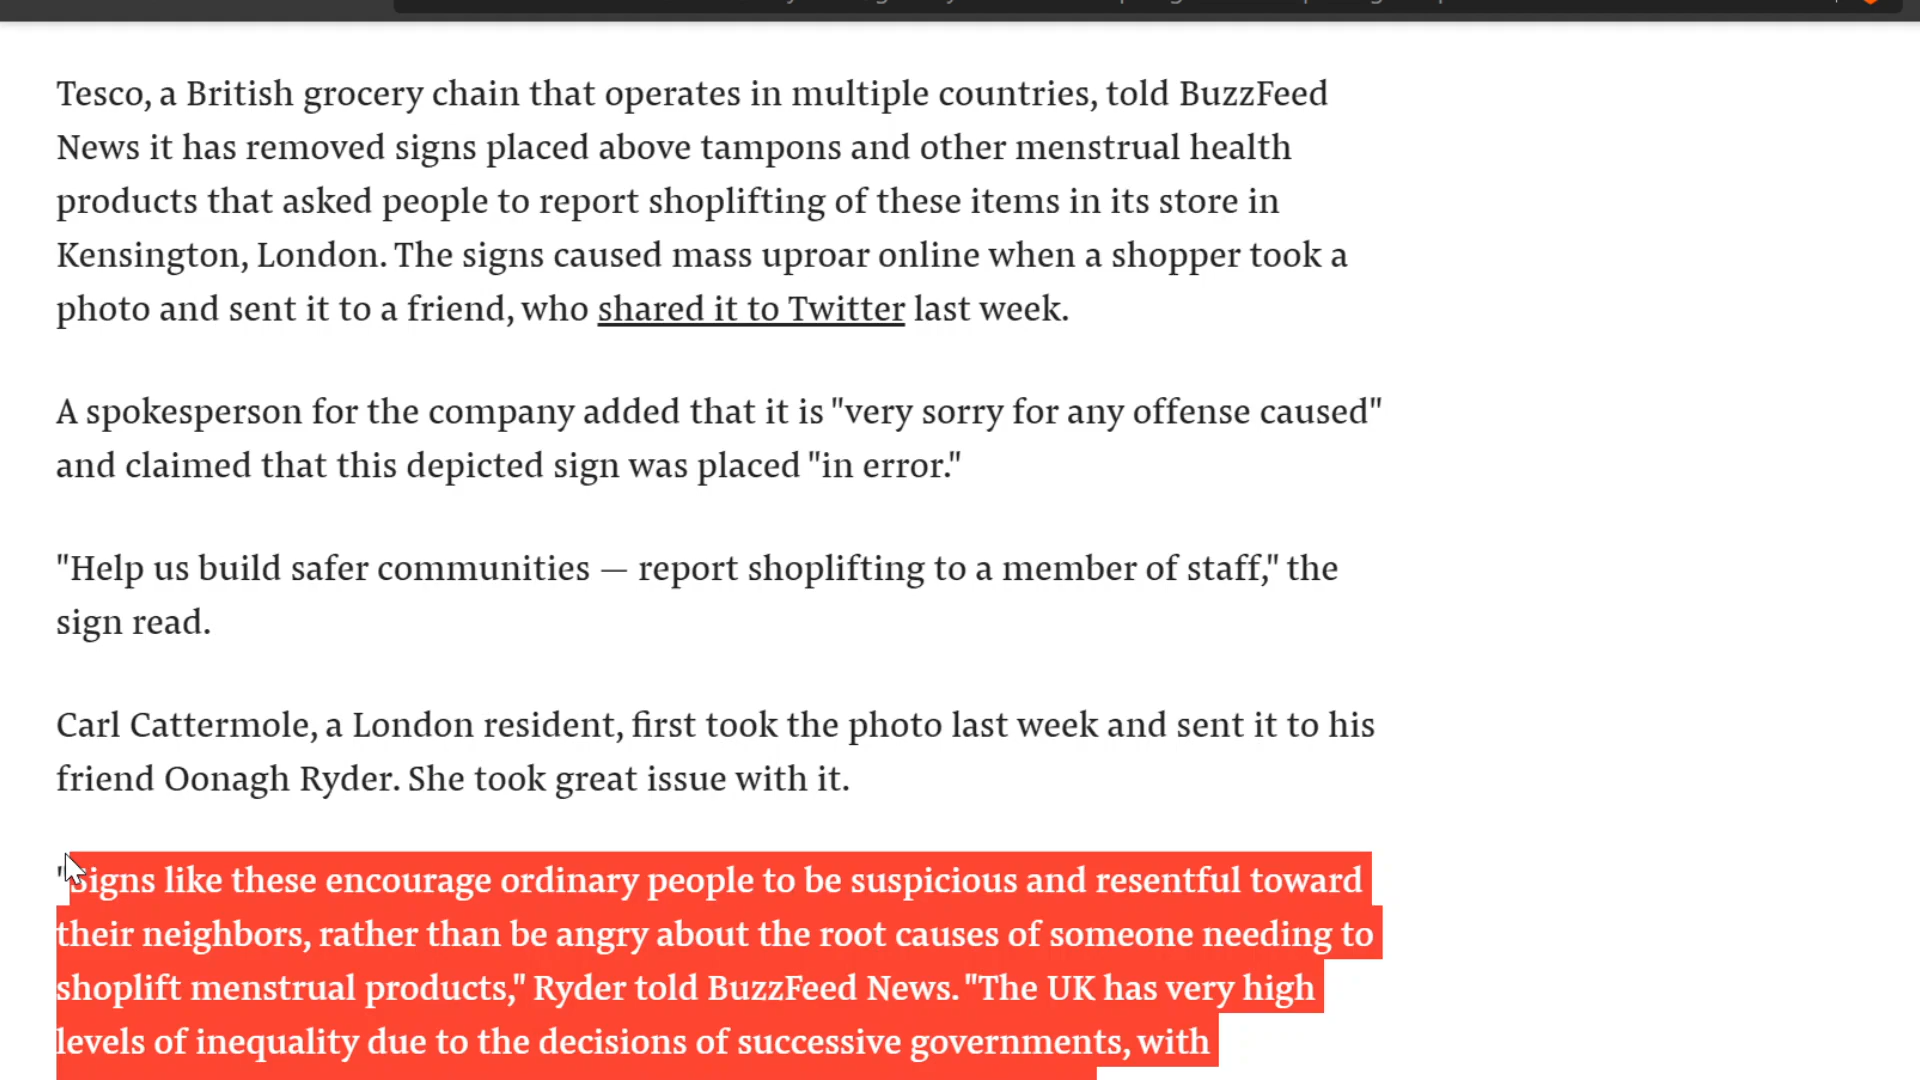 Tesco, a British grocery chain that operates in multiple countries, told BuzzFeed
News it has removed signs placed above tampons and other menstrual health
products that asked people to report shoplifting of these items in its store in
Kensington, London. The signs caused mass uproar online when a shopper took a
photo and sent it to a friend, who shared it to Twitter last week.
A spokesperson for the company added that it is "very sorry for any offense caused"
and claimed that this depicted sign was placed "in error."
"Help us build safer communities — report shoplifting to a member of staff," the
sign read.
Carl Cattermole, a London resident, first took the photo last week and sent it to his
friend Oonagh Ryder. She took great issue with it.
"Signs like these encourage ordinary people to be suspicious and resentful toward
their neighbors, rather than be angry about the root causes of someone needing to
shoplift menstrual products," Ryder told BuzzFeed News. "The UK has very high
levels of inequality due to the decisions of successive governments, with